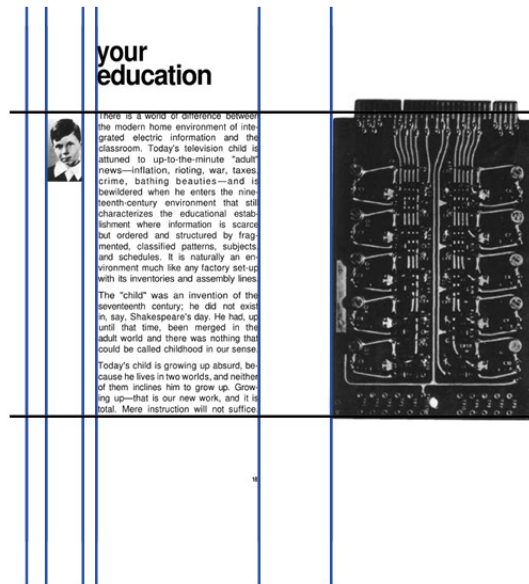 your
education
There is a world of difference between
the modern home environment of inte-
grated electric information and the
classroom. Today's television child is
attuned to up-to-the-minute "adult"
news—inflation, rioting, war, taxes,
crime, bathing beauties—and is
bewildered when he enters the nine-
teenth-century environment that still
characterizes the educational estab-
lishment where information is scarce
but ordered and structured by frag-
mented, classified patterns, subjects,
and schedules. It is naturally an en-
vironment much like any factory set-up
with its inventories and assembly lines.
The "child" was an invention of the
seventeenth century; he did not exist
in, say, Shakespeare's day. He had, up
until that time, been merged in the
adult world and there was nothing that
could be called childhood in our sense.
Today's child is growing up absurd, be-
cause he lives in two worlds, and neither
of them inclines him to grow up. Grow-
ing up—that is our new work, and it is
total. Mere instruction will not suffice.
18